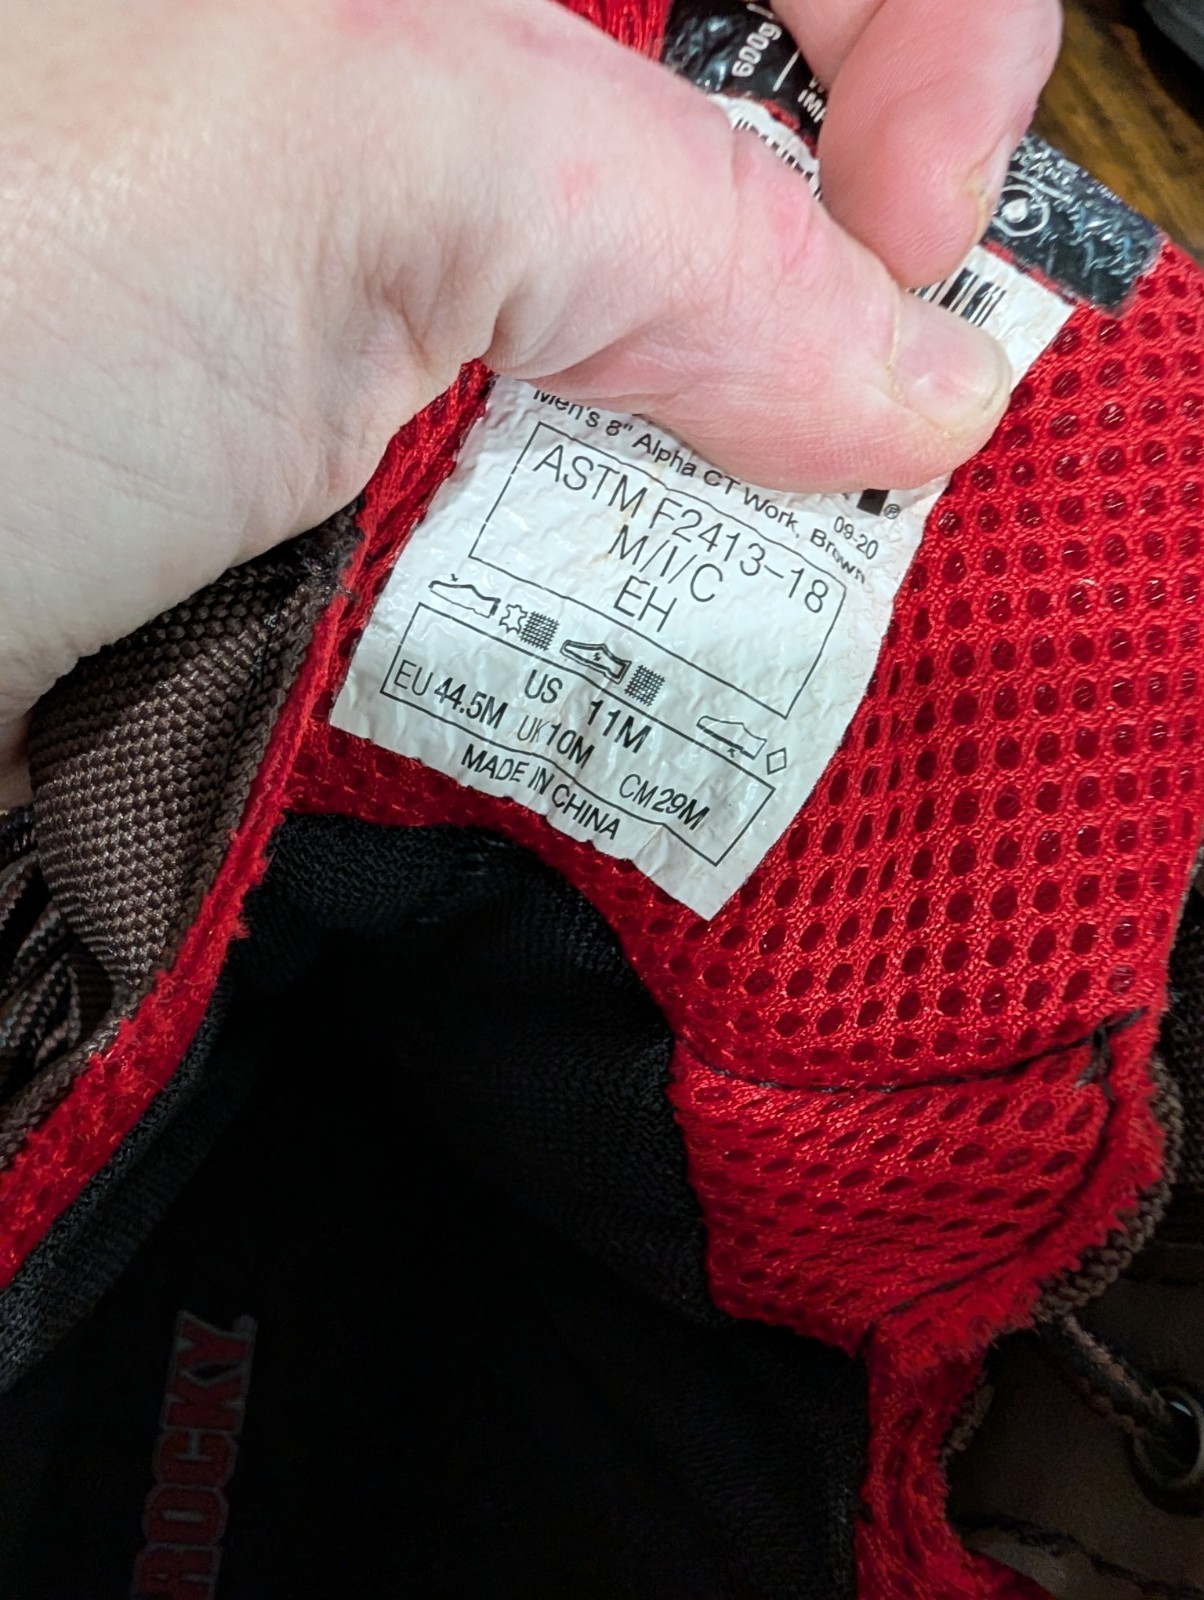 600g
Men's 8" Alpha CT Work, Brown
09-20
ASTM F2413-18
M/I/C
EH
US 11M
EU 44.5M UK 10M CM 29M
MADE IN CHINA
ROCKY